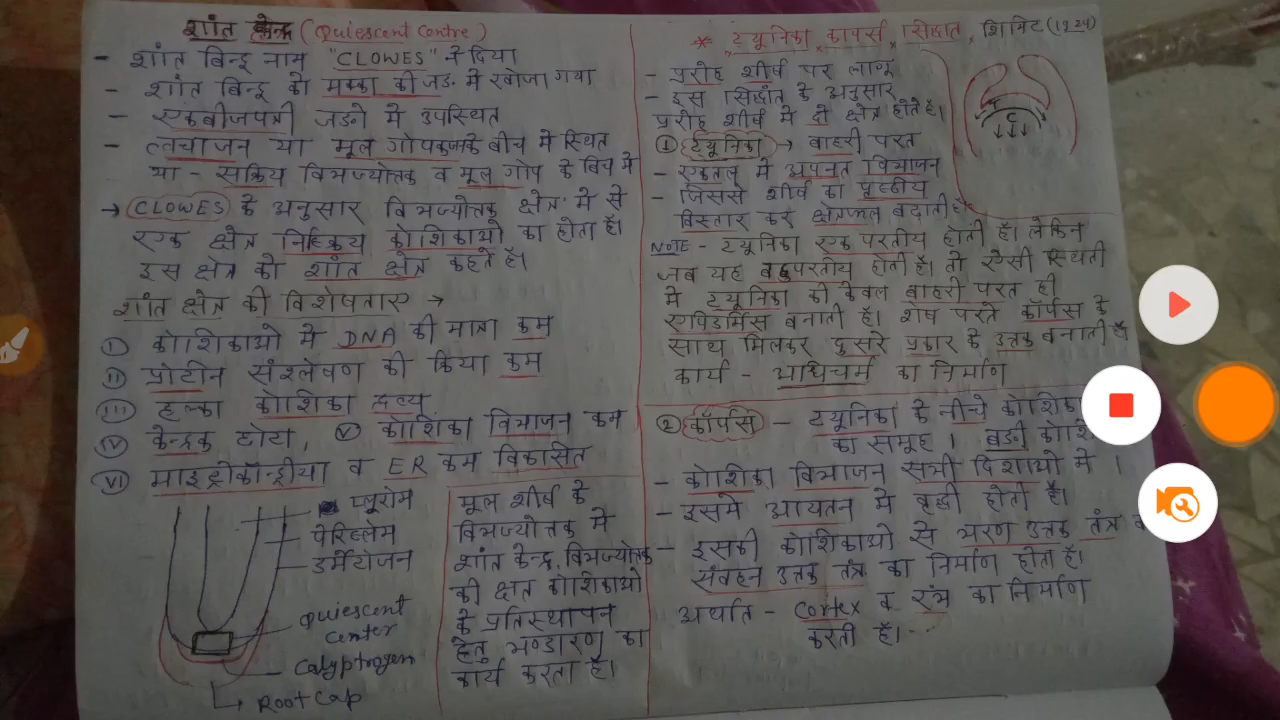 शांत केन्द्र (Quiescent Centre)
- शांत बिन्दू नाम "CLOWES" ने दिया
- शांत बिन्दू को मक्का की जड में खोजा गया
- एकबीजपत्री जडो मे उपस्थित
- त्वचाजन या मूल गोपकजनके बीच मे स्थित
या - सक्रिय विभज्योत्तक व मूल गोप के बिच मे
→ CLOWES के अनुसार विभज्योत्तक क्षेत्र मे से
एक क्षेत्र निष्क्रिय कोशिकाओ का होता है।
इस क्षेत्र को शांत क्षेत्र कहते है।
शांत क्षेत्र की विशेषताए →
I कोशिकाओ में DNA की मात्रा कम
II प्रोटीन संश्लेषण की क्रिया कम
III हल्का कोशिका द्रव्य
IV केन्द्रक छोटा, V कोशिका विभाजन कम
VI माइट्रोकॉन्ड्रीया व ER कम विकसित
प्लूरोम
पेरिब्लेम
डर्मेटोजन
Quiescent
center
Calyptrogen
Root cap
मूल शीर्ष के
विभज्योत्तक मे
शांत केन्द्र, विभज्योतक
की क्षत कोशिकाओ
के प्रतिस्थापन
हेतु भण्डारण का
कार्य करता है।
* ट्यूनिका कार्पस सिद्धात, शिमिट (1924)
- प्ररोह शीर्ष पर लागू
- इस सिद्धांत के अनुसार
प्ररोह शीर्ष मे दो क्षेत्र होते है।
T
C
1 ट्यूनिका → बाहरी परत
- एकतल मे अपनत विभाजन
- जिससे शीर्ष का पृष्ठीय
विस्तार कर क्षेत्रफल बढाती है
NOTE - ट्यूनिका एक परतीय होती है। लेकिन
जब यह बहुपरतीय होती है। तो ऐसी स्थिती
मे ट्यूनिका की केवल बाहरी परत ही
एपिडर्मिस बनाती है। शेष परते कॉर्पस के
साथ मिलकर दुसरे प्रकार के उत्तक बनाती है
कार्य - अधिचर्म का निर्माण
2 कॉर्पस - ट्यूनिका के नीचे कोशिका
का समूह। बडी कोशि
- कोशिका विभाजन सभी दिशाओ में।
- इसमे आयतन मे वृद्धी होती है।
- इसकी कोशिकाओ से भरण उत्तक तंत्र व
संवहन उत्तक तंत्र का निर्माण होता है।
अर्थात - Cortex व रंभ का निर्माण
करती है।